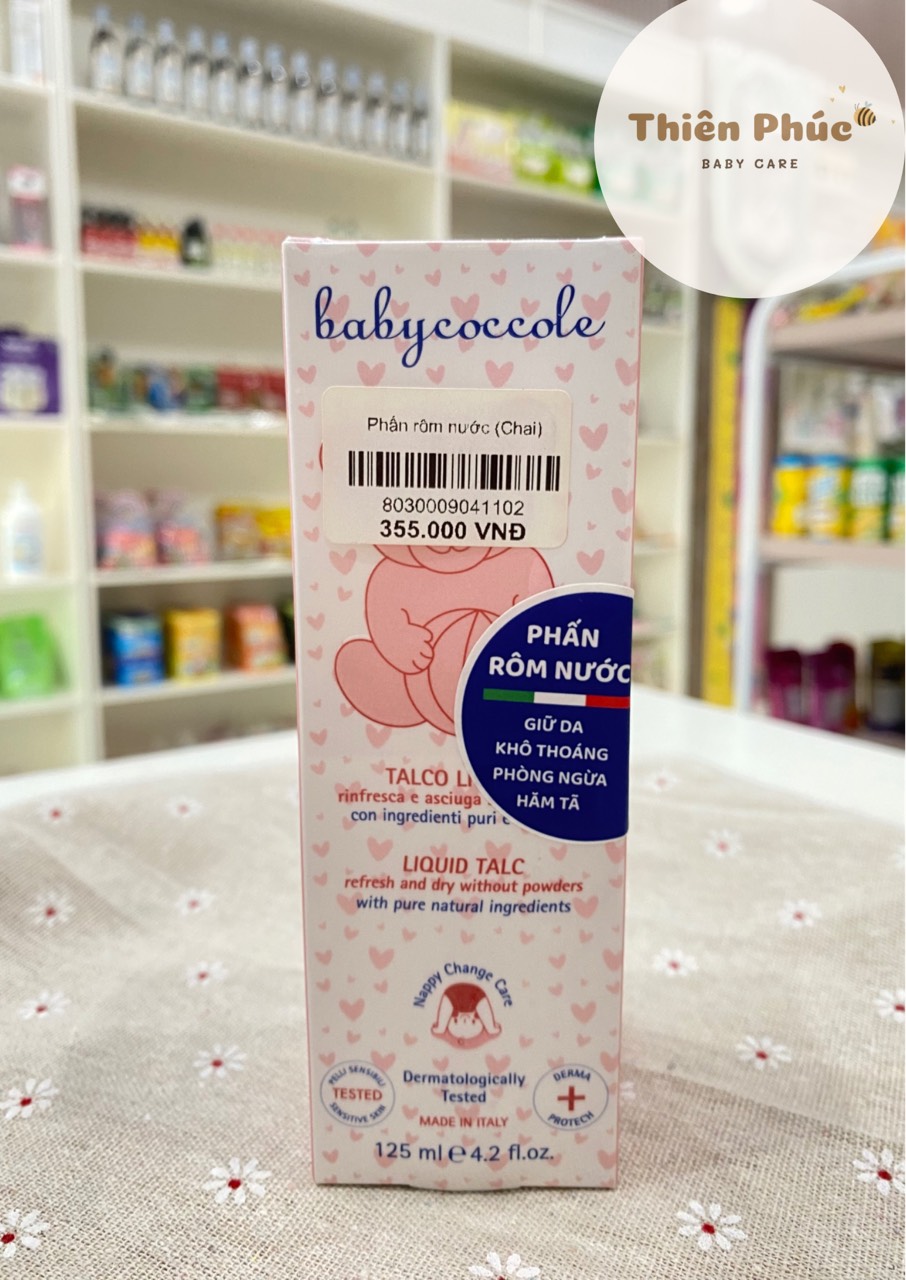 Thiên Phúc
BABY CARE
babycoccole
Phấn rôm nước (Chai)
8030009041102
355.000 VNĐ
PHẤN
RÔM NƯỚC
GIỮ DA
KHÔ THOÁNG
PHÒNG NGỪA
HĂM TÃ
TALCO LI
rinfresca e asciuga
con ingredienti puri e
LIQUID TALC
refresh and dry without powders
with pure natural ingredients
Nappy Change Care
PELLI SENSIBILI
TESTED
SENSITIVE SKIN
Dermatologically
Tested
DERMA
PROTECH
MADE IN ITALY
125 ml ℮ 4.2 fl.oz.